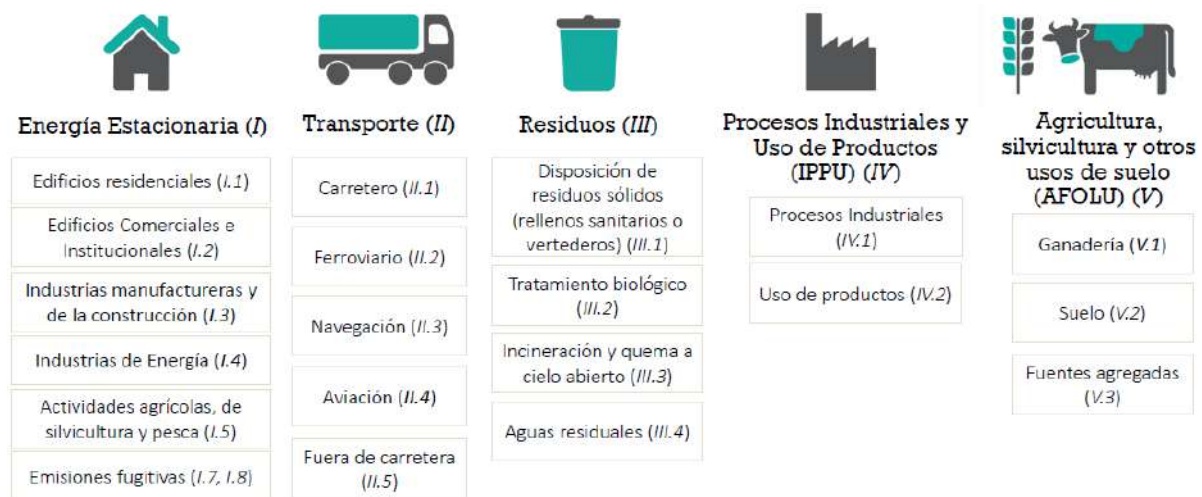 Energía Estacionaria (I)
Edificios residenciales (I.1)
Edificios Comerciales e
Institucionales (I.2)
Industrias manufactureras y
de la construcción (I.3)
Industrias de Energía (I.4)
Actividades agrícolas, de
silvicultura y pesca (I.5)
Emisiones fugitivas (I.7, I.8)
Transporte (II)
Carretero (II.1)
Ferroviario (II.2)
Navegación (II.3)
Aviación (II.4)
Fuera de carretera
(II.5)
Residuos (III)
Disposición de
residuos sólidos
(rellenos sanitarios o
vertederos) (III.1)
Tratamiento biológico
(III.2)
Incineración y quema a
cielo abierto (III.3)
Aguas residuales (III.4)
Procesos Industriales y
Uso de Productos
(IPPU) (IV)
Procesos Industriales
(IV.1)
Uso de productos (IV.2)
Agricultura,
silvicultura y otros
usos de suelo
(AFOLU) (V)
Ganadería (V.1)
Suelo (V.2)
Fuentes agregadas
(V.3)